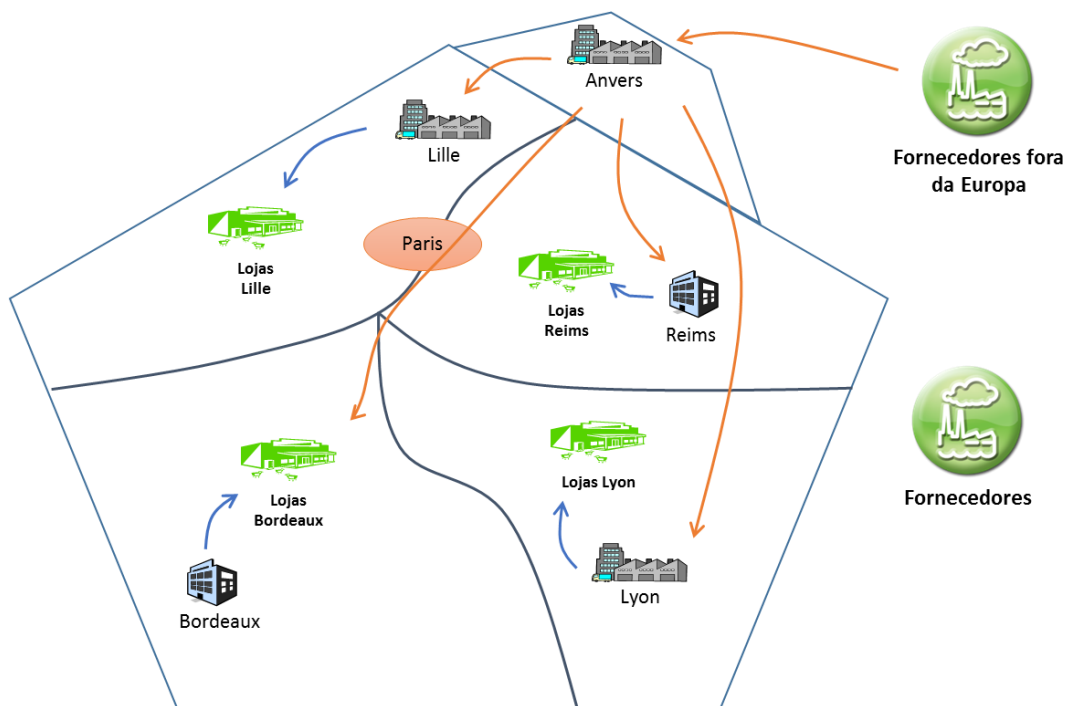 Anvers
Lille
Fornecedores fora
da Europa
Paris
Lojas
Lille
Lojas
Reims
Reims
Lojas
Bordeaux
Lojas Lyon
Fornecedores
Bordeaux
Lyon